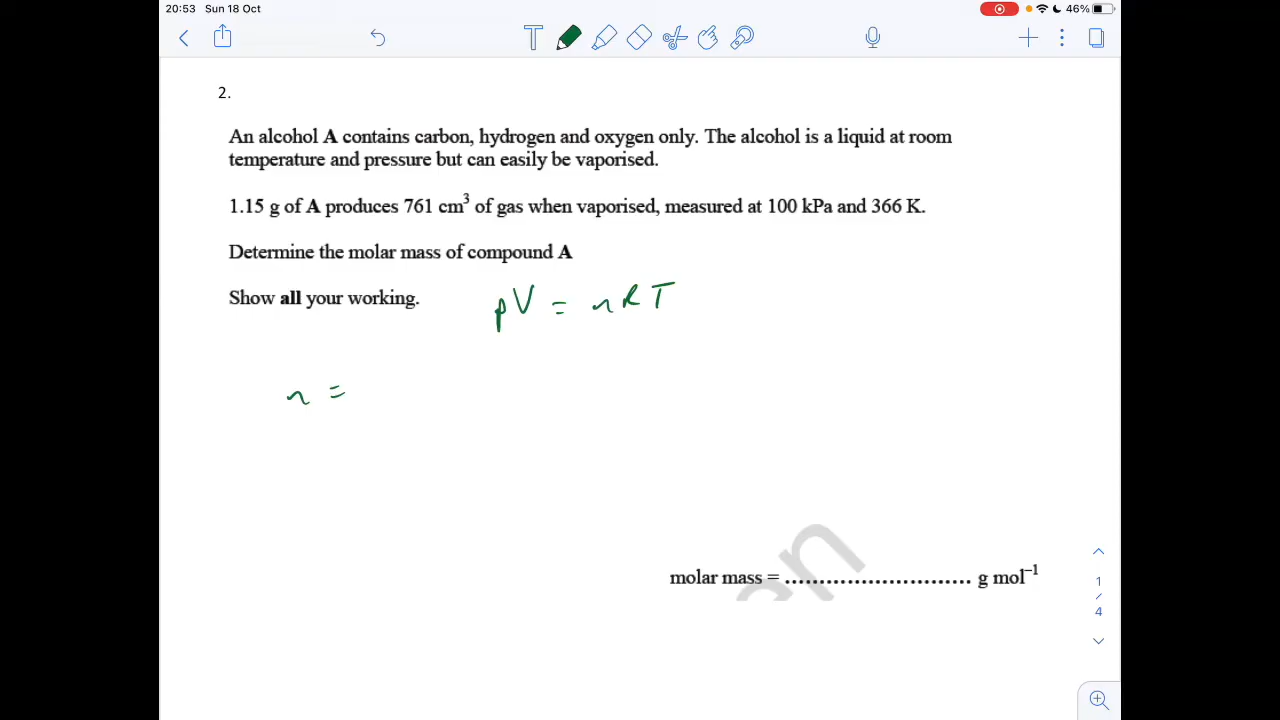 20:53 Sun 18 Oct 46%
2.
An alcohol A contains carbon, hydrogen and oxygen only. The alcohol is a liquid at room
temperature and pressure but can easily be vaporised.
1.15 g of A produces 761 cm³ of gas when vaporised, measured at 100 kPa and 366 K.
Determine the molar mass of compound A
Show all your working.
pV = nRT
n =
molar mass = .............................. g mol⁻¹
1
/
4